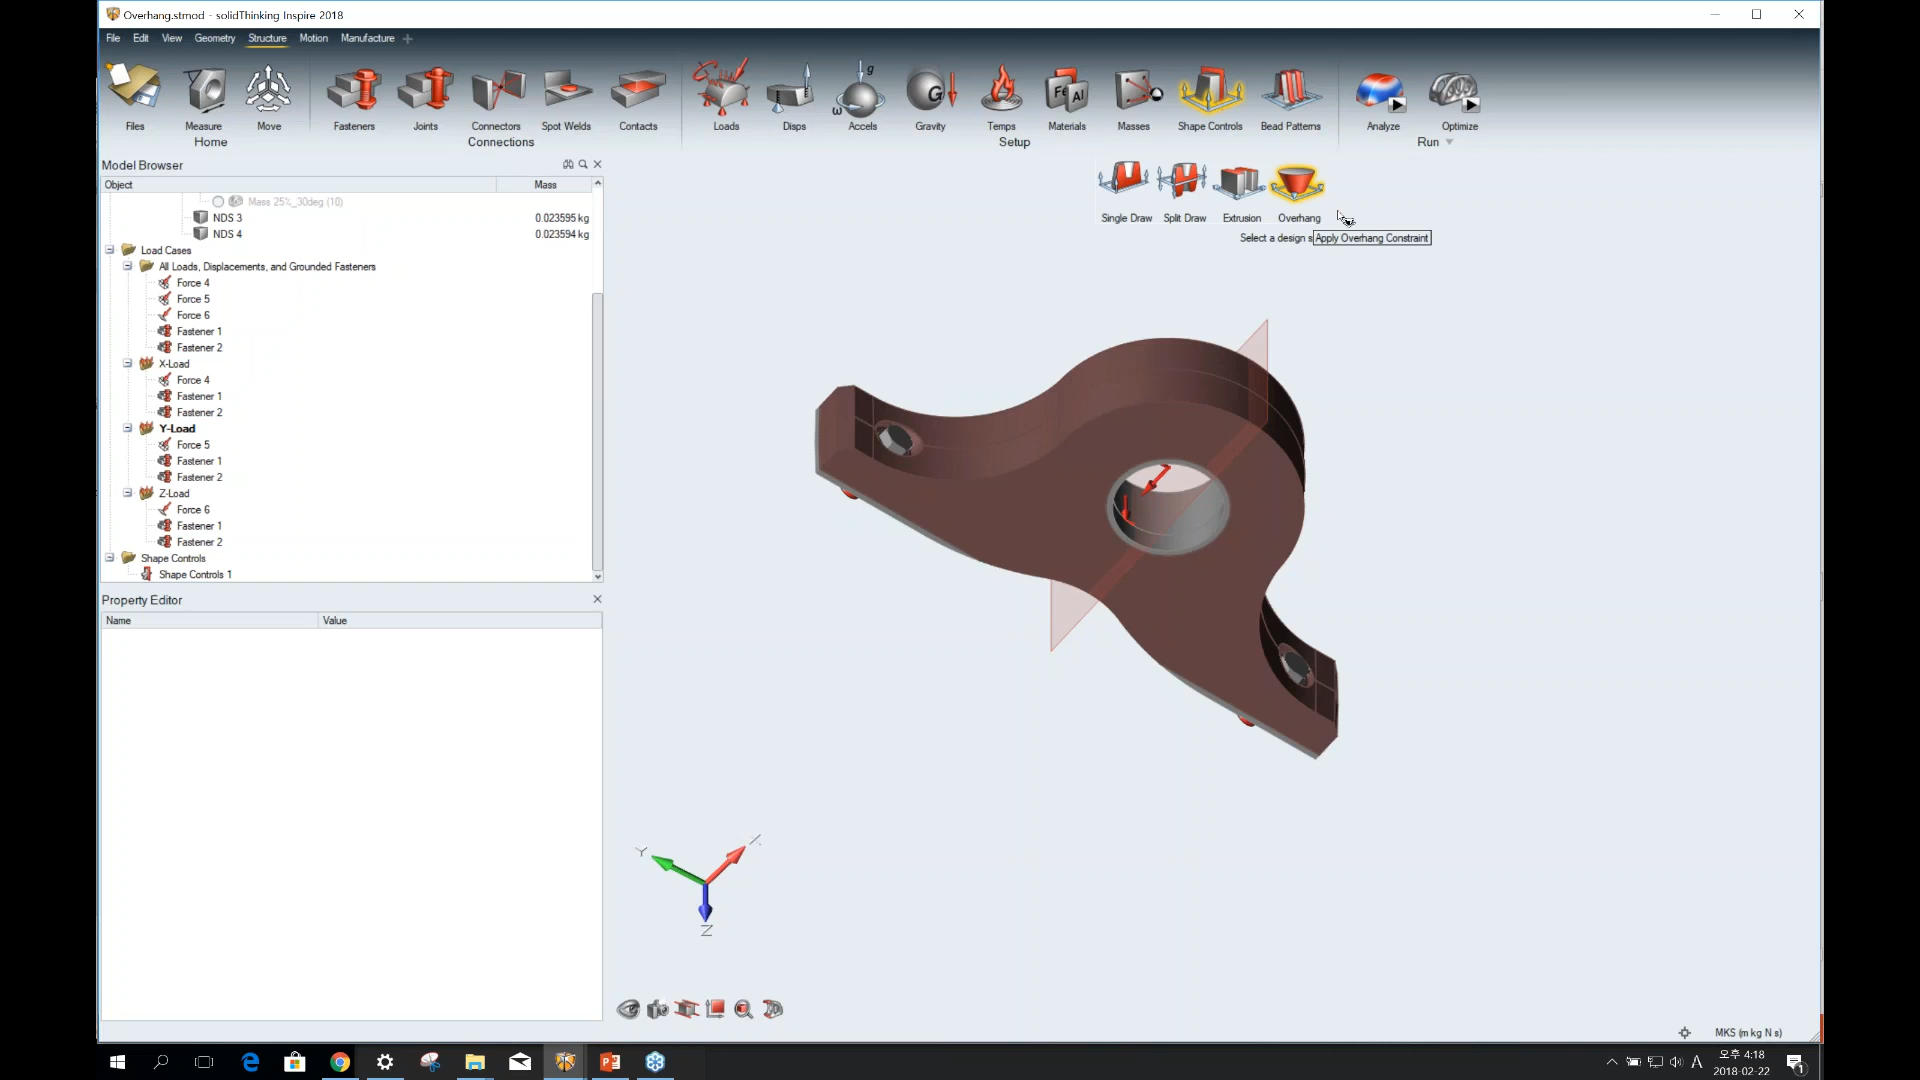 Overhang.stmod - solidThinking Inspire 2018
File Edit View Geometry Structure Motion Manufacture
Files Measure Move Fasteners Joints Connectors Spot Welds Contacts Loads Disps Accels Gravity Temps Materials Masses Shape Controls Bead Patterns Analyze Optimize
Home Connections Setup Run
Model Browser
Object Mass
Single Draw Split Draw Extrusion Overhang
Select a design s Apply Overhang Constraint
Mass 25%_30deg (10)
NDS 3 0.023595 kg
NDS 4 0.023594 kg
Load Cases
All Loads, Displacements, and Grounded Fasteners
Force 4
Force 5
Force 6
Fastener 1
Fastener 2
X-Load
Force 4
Fastener 1
Fastener 2
Y-Load
Force 5
Fastener 1
Fastener 2
Z-Load
Force 6
Fastener 1
Fastener 2
Shape Controls
Shape Controls 1
Property Editor
Name Value
Y X
Z
MKS (m kg N s)
A 오후 4:18
2018-02-22
1